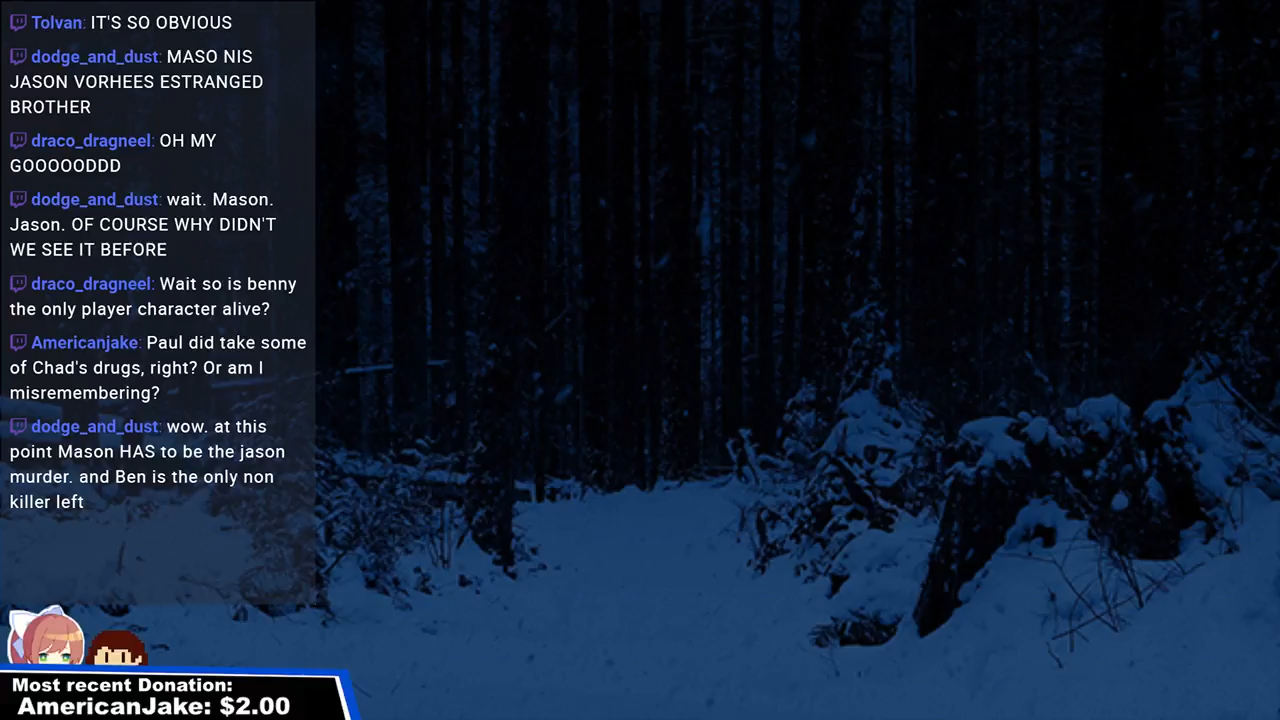 Tolvan: IT'S SO OBVIOUS
dodge_and_dust: MASO NIS
JASON VORHEES ESTRANGED
BROTHER
draco_dragneel: OH MY
GOOOOODDD
dodge_and_dust: wait. Mason.
Jason. OF COURSE WHY DIDN'T
WE SEE IT BEFORE
draco_dragneel: Wait so is benny
the only player character alive?
Americanjake: Paul did take some
of Chad's drugs, right? Or am I
misremembering?
dodge_and_dust: wow. at this
point Mason HAS to be the jason
murder. and Ben is the only non
killer left
Most recent Donation:
AmericanJake: $2.00